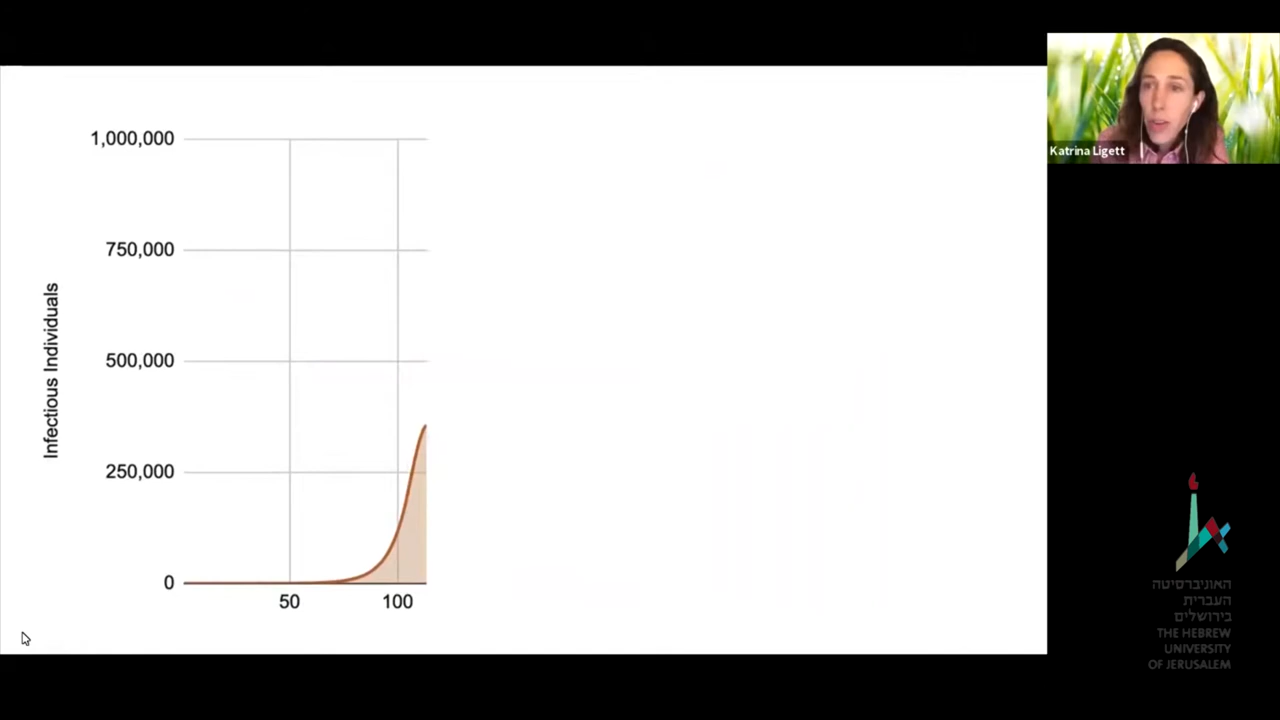 1,000,000
750,000
500,000
250,000
0
Infectious Individuals
50
100
Katrina Ligett
האוניברסיטה
העברית
בירושלים
THE HEBREW
UNIVERSITY
OF JERUSALEM